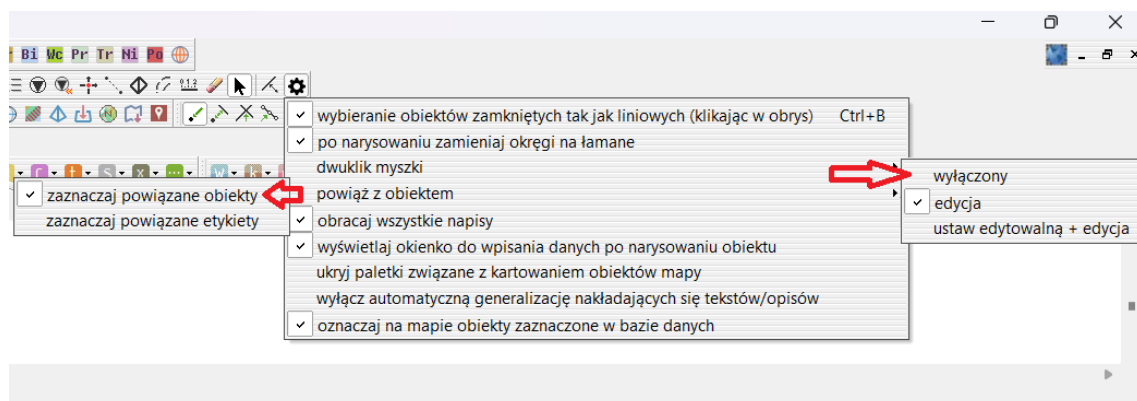 Bi Wc Pr Tr Ni Po
wybieranie obiektów zamkniętych tak jak liniowych (klikając w obrys) Ctrl+B
po narysowaniu zamieniaj okręgi na łamane
dwuklik myszki
wyłączony
zaznaczaj powiązane obiekty
powiąż z obiektem
edycja
zaznaczaj powiązane etykiety
obracaj wszystkie napisy
ustaw edytowalną + edycja
wyświetlaj okienko do wpisania danych po narysowaniu obiektu
ukryj paletki związane z kartowaniem obiektów mapy
wyłącz automatyczną generalizację nakładających się tekstów/opisów
oznaczaj na mapie obiekty zaznaczone w bazie danych